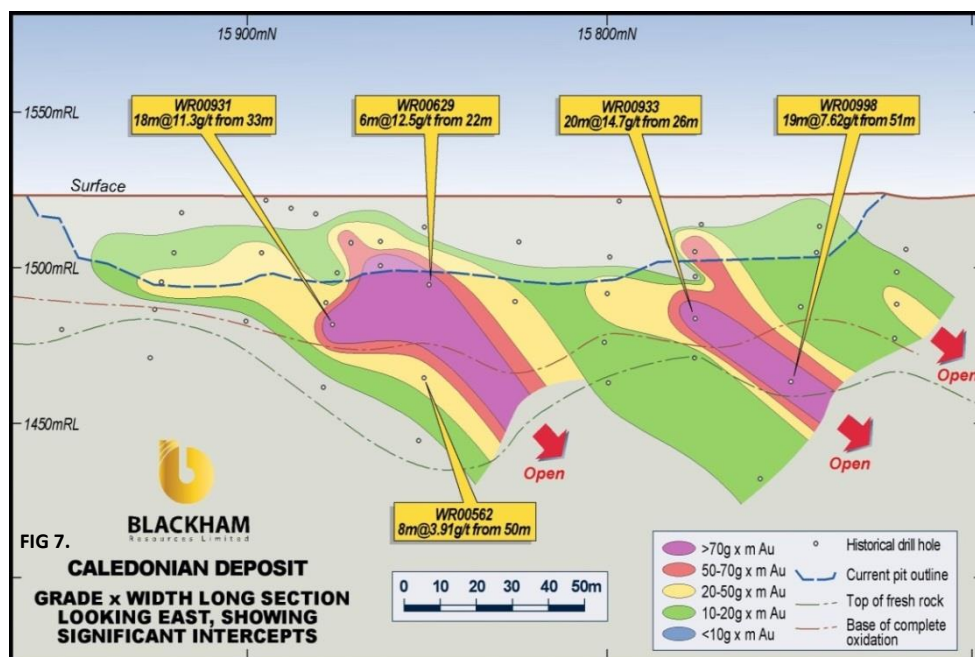 15 900mN
15 800mN
1550mRL
1500mRL
1450mRL
Surface
WR00931
18m@11.3g/t from 33m
WR00629
6m@12.5g/t from 22m
WR00933
20m@14.7g/t from 26m
WR00998
19m@7.62g/t from 51m
Open
Open
Open
WR00562
8m@3.91g/t from 50m
BLACKHAM
Resources Limited
FIG 7.
CALEDONIAN DEPOSIT
GRADE x WIDTH LONG SECTION
LOOKING EAST, SHOWING
SIGNIFICANT INTERCEPTS
0 10 20 30 40 50m
>70g x m Au
50-70g x m Au
20-50g x m Au
10-20g x m Au
<10g x m Au
Historical drill hole
Current pit outline
Top of fresh rock
Base of complete
oxidation